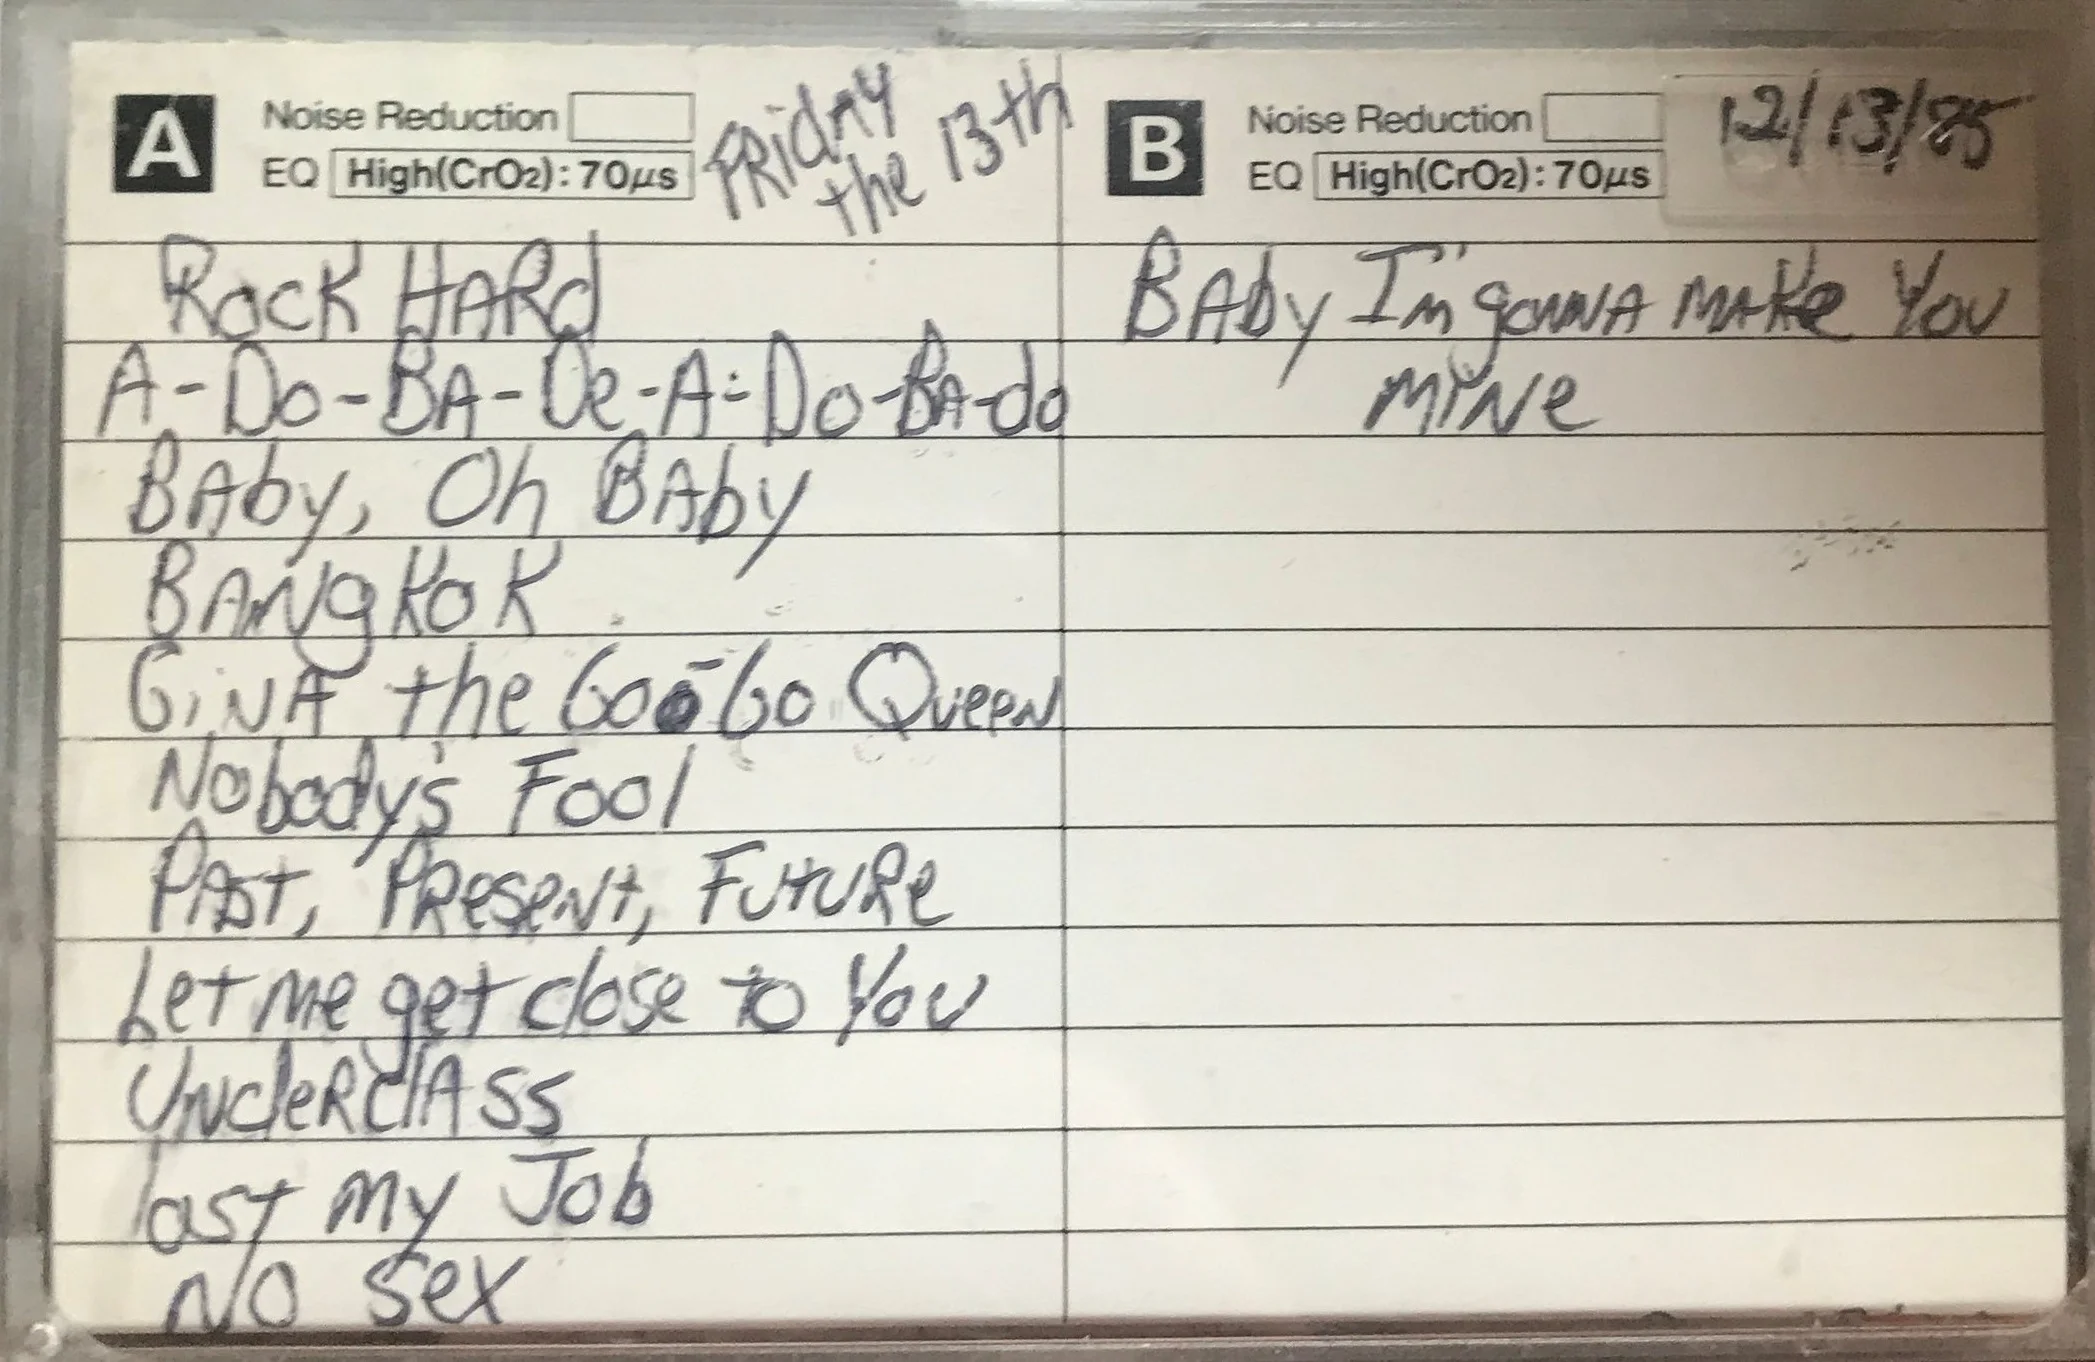 A Noise Reduction
EQ High(CrO2):70µs
FRidAY
the 13th
Rock HARd
A-Do-BA-De-A-Do-BA-do
BAby, Oh BAby
BANgKoK
GiNA the Go-Go QueeN
Nobody's Fool
PAST, PResent, FutuRe
Let me get close to You
UNdeRclASS
lost my Job
NO Sex
B Noise Reduction
EQ High(CrO2):70µs
12/13/85
BAby I'm goNNA mAKe You
MINe